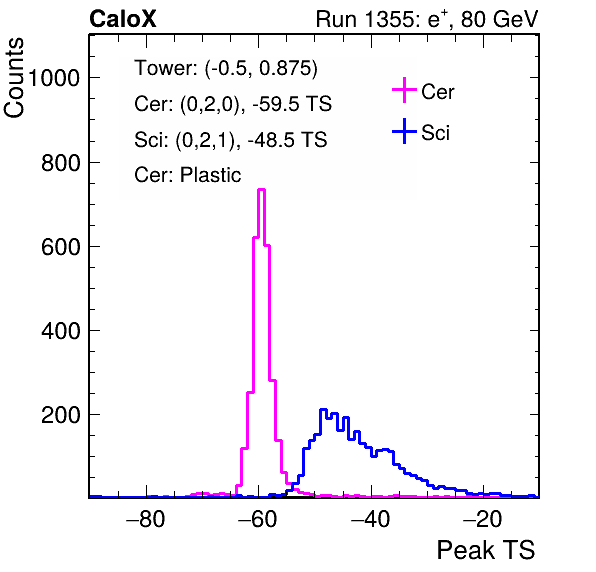 CaloX Run 1355: e⁺, 80 GeV
Counts
Tower: (-0.5, 0.875)
Cer: (0,2,0), -59.5 TS
Sci: (0,2,1), -48.5 TS
Cer: Plastic
Cer
Sci
1000
800
600
400
200
−80 −60 −40 −20
Peak TS